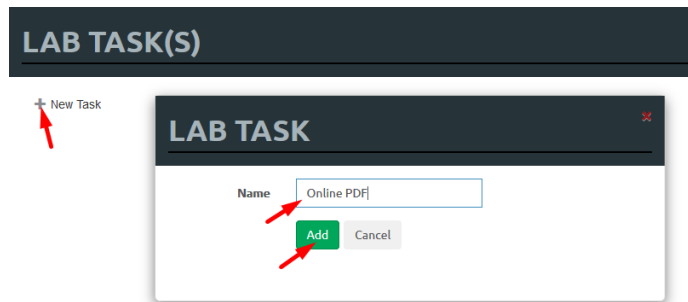 LAB TASK(S)
New Task
LAB TASK
Name Online PDF
Add Cancel